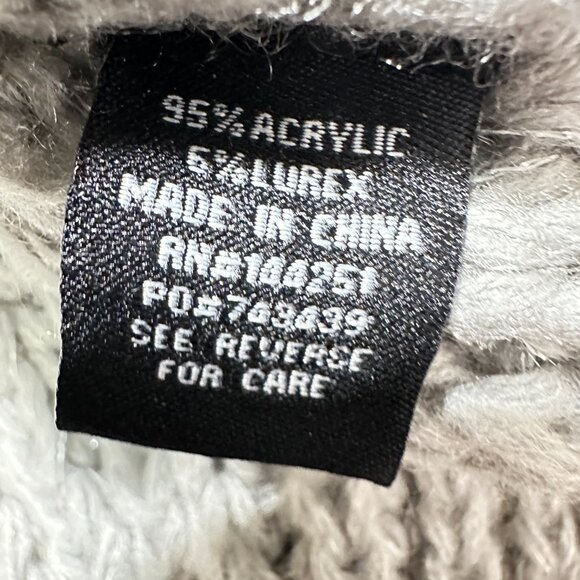 95% ACRYLIC
5% LUREX
MADE IN CHINA
RN#144251
PO#743439
SEE REVERSE
FOR CARE